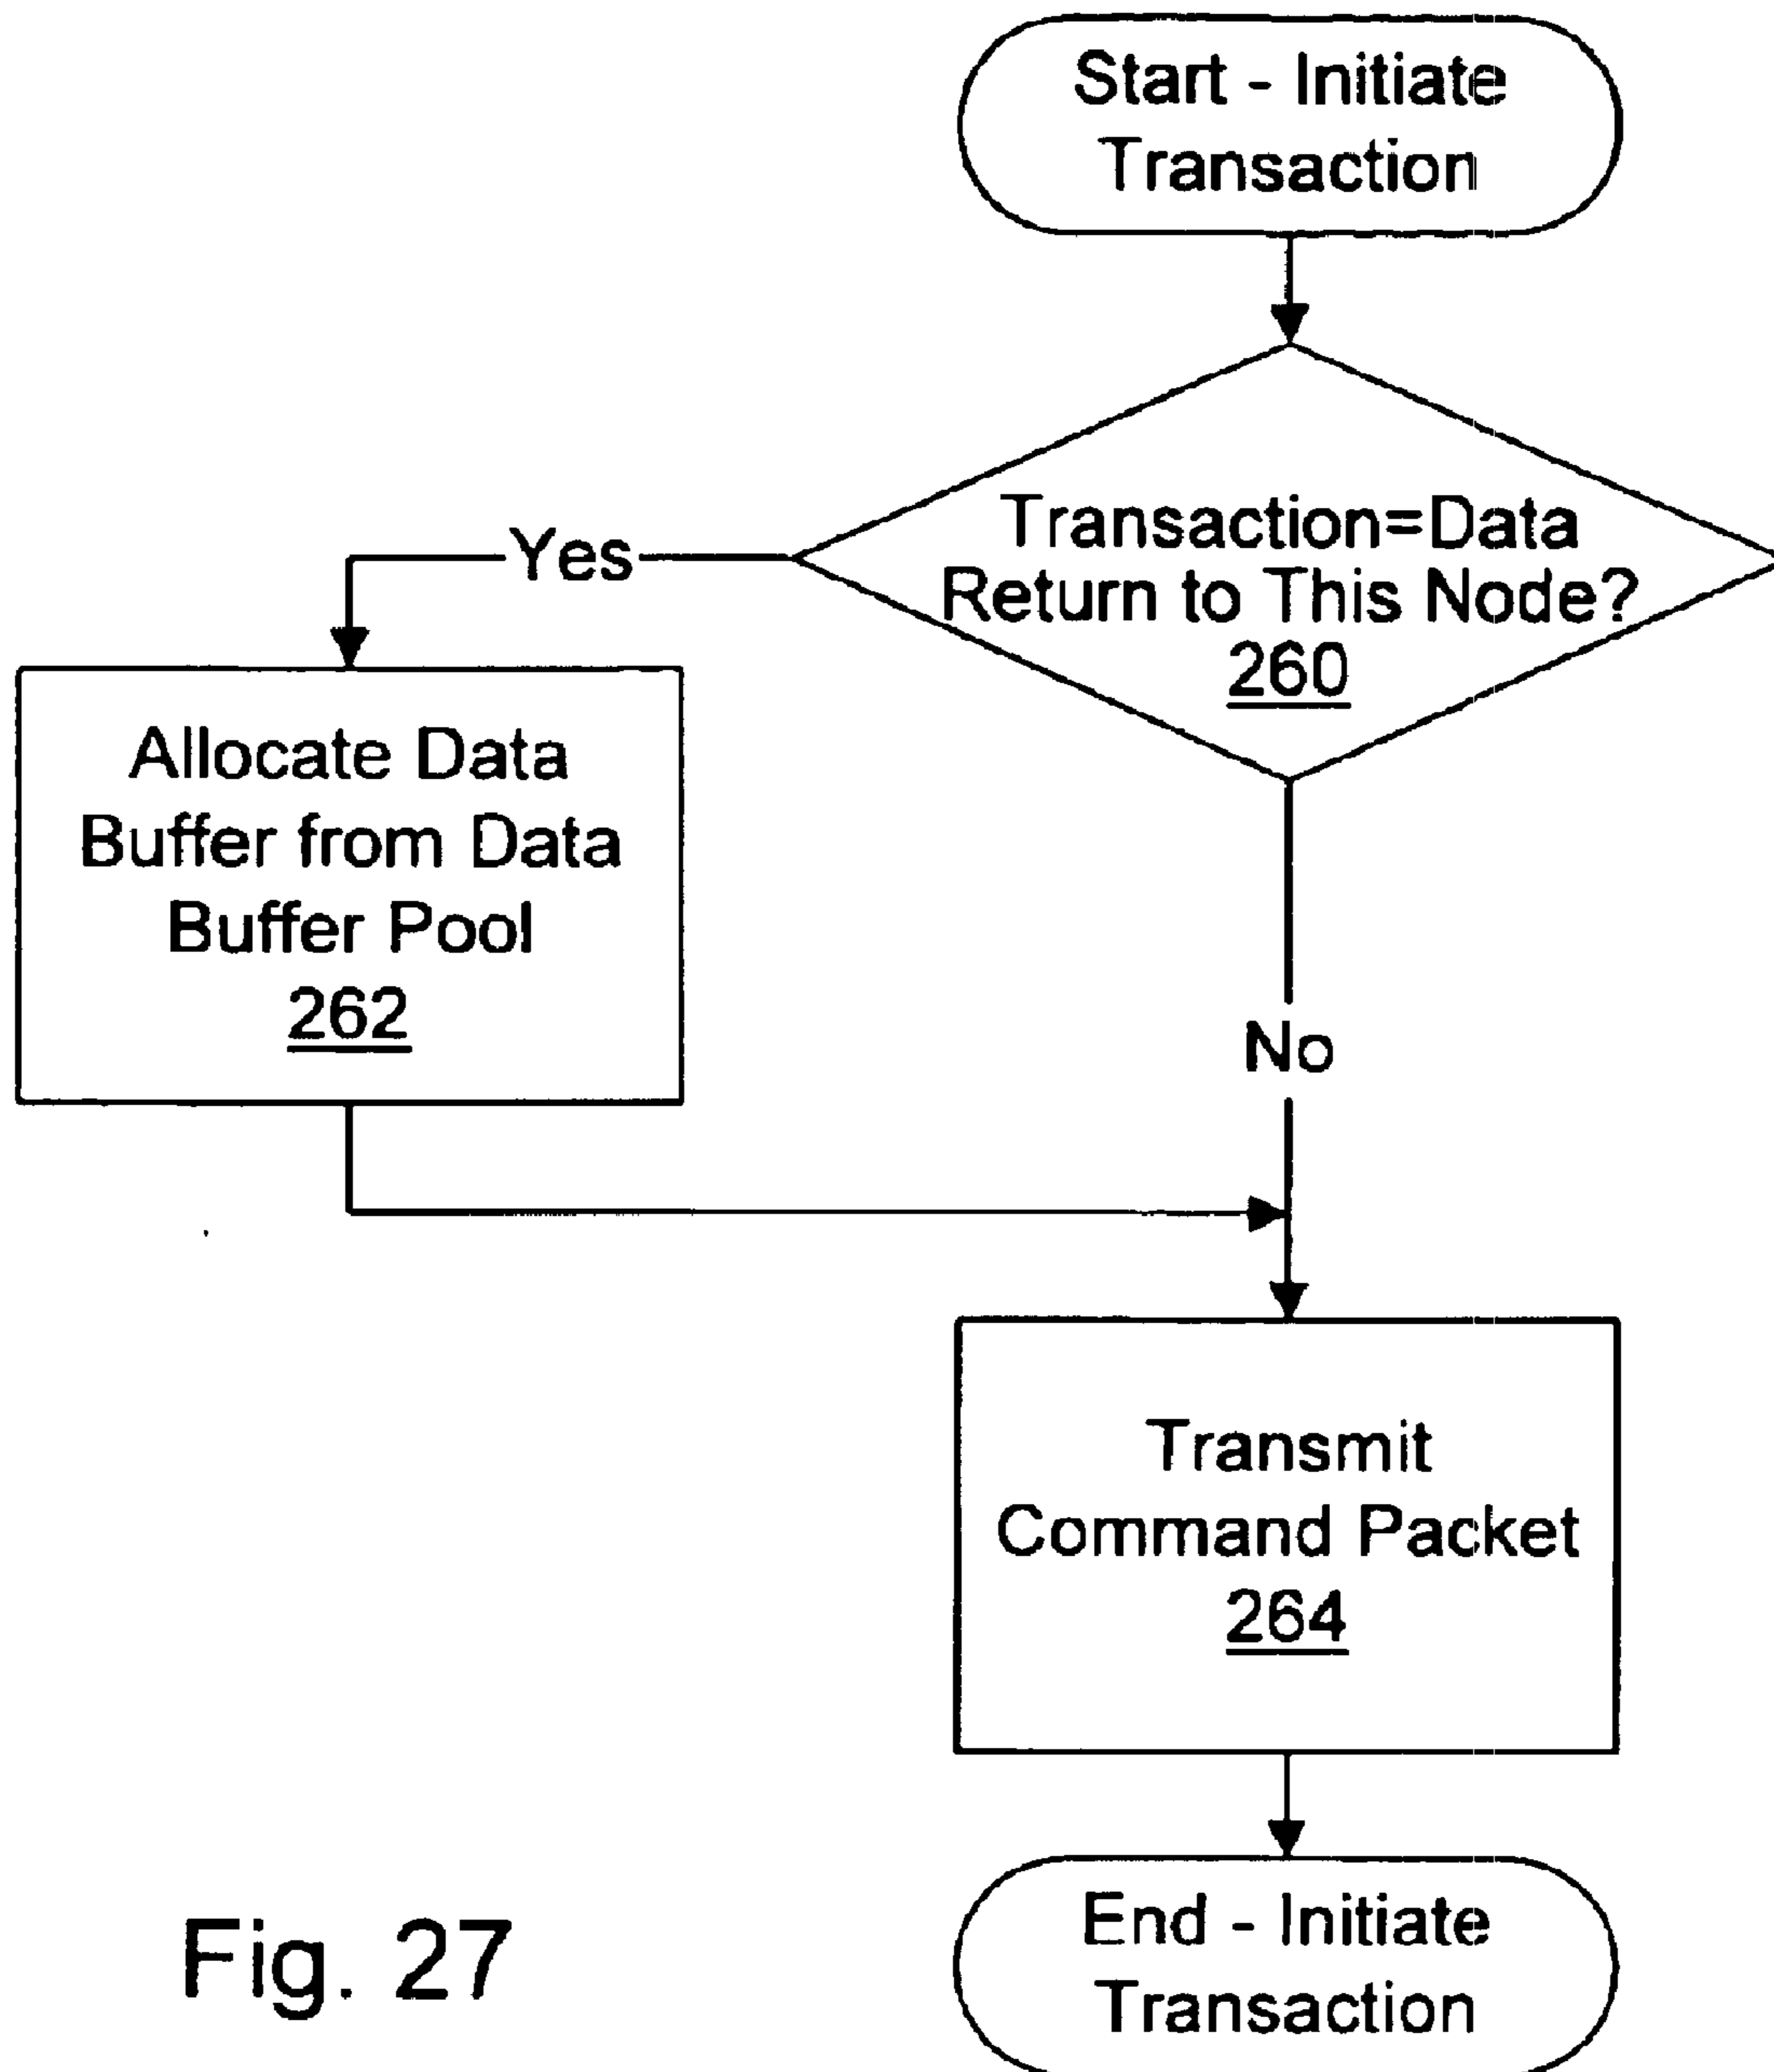 Start - Initiate
Transaction
Transaction=Data
Return to This Node?
260
Yes
Allocate Data
Buffer from Data
Buffer Pool
262
No
Transmit
Command Packet
264
End - Initiate
Transaction
Fig. 27